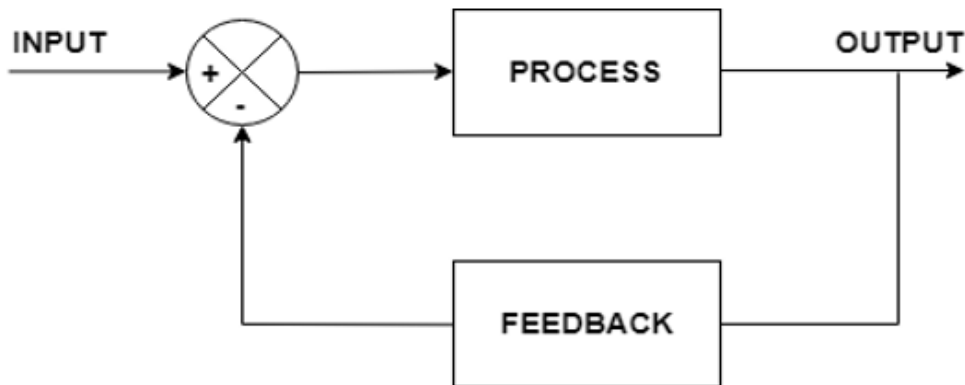 INPUT
PROCESS
OUTPUT
+
-
FEEDBACK